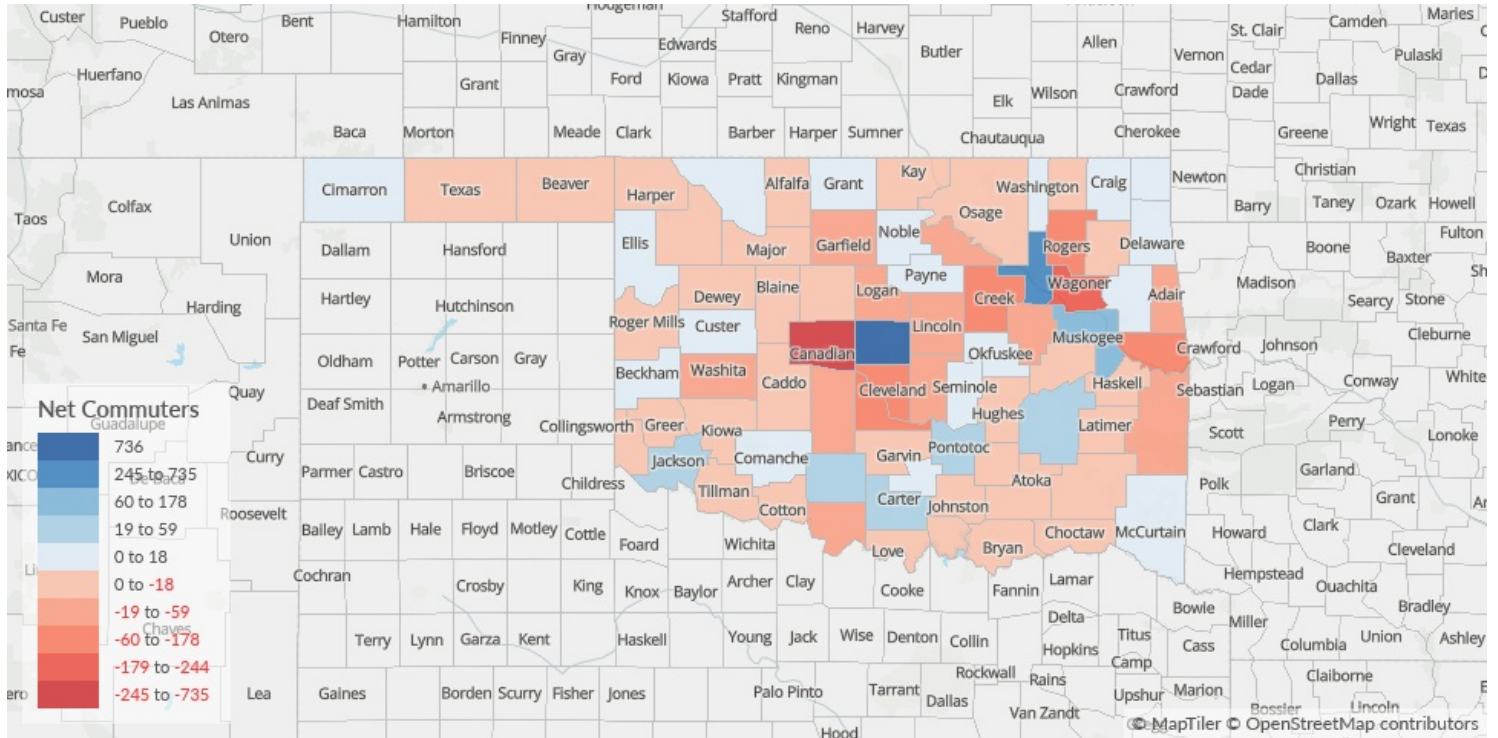 Custer
Pueblo
Otero
Bent
Hamilton
Finney
Gray
Hodgeman
Edwards
Stafford
Reno
Harvey
Butler
Allen
Vernon
St. Clair
Camden
Maries
Huerfano
Las Animas
Grant
Ford
Kiowa
Pratt
Kingman
Elk
Wilson
Crawford
Cedar
Dade
Dallas
Pulaski
Baca
Morton
Meade
Clark
Barber
Harper
Sumner
Chautauqua
Cherokee
Greene
Wright
Texas
Taos
Colfax
Union
Cimarron
Texas
Beaver
Harper
Alfalfa
Grant
Kay
Osage
Washington
Craig
Newton
Christian
Barry
Taney
Ozark
Howell
Mora
Harding
Dallam
Hansford
Ellis
Major
Garfield
Noble
Rogers
Delaware
Boone
Baxter
Fulton
San Miguel
Hartley
Hutchinson
Dewey
Blaine
Logan
Payne
Creek
Wagoner
Adair
Madison
Searcy
Stone
Santa Fe
Oldham
Potter
Carson
Gray
Roger Mills
Custer
Canadian
Lincoln
Okfuskee
Muskogee
Crawford
Johnson
Cleburne
Quay
Amarillo
Deaf Smith
Armstrong
Beckham
Washita
Caddo
Cleveland
Seminole
Haskell
Sebastian
Logan
Conway
White
Curry
Collingsworth
Greer
Kiowa
Hughes
Latimer
Scott
Perry
Lonoke
Parmer
Castro
Briscoe
Childress
Jackson
Comanche
Garvin
Pontotoc
Atoka
Polk
Garland
Grant
Roosevelt
Bailey
Lamb
Hale
Floyd
Motley
Cottle
Foard
Tillman
Cotton
Carter
Johnston
McCurtain
Howard
Clark
Cleveland
Wichita
Love
Bryan
Choctaw
Cochran
Crosby
King
Knox
Baylor
Archer
Clay
Cooke
Fannin
Lamar
Hempstead
Ouachita
Bradley
Bowie
Miller
Terry
Lynn
Garza
Kent
Haskell
Young
Jack
Wise
Denton
Collin
Delta
Hopkins
Titus
Camp
Cass
Columbia
Union
Ashley
Lea
Gaines
Borden
Scurry
Fisher
Jones
Palo Pinto
Tarrant
Dallas
Rockwall
Rains
Van Zandt
Upshur
Marion
Claiborne
Bossier
Lincoln
Hood
Net Commuters
Guadalupe
736
245 to 735
De Baca
60 to 178
19 to 59
0 to 18
0 to -18
-19 to -59
Chaves
-60 to -178
-179 to -244
-245 to -735
© MapTiler © OpenStreetMap contributors